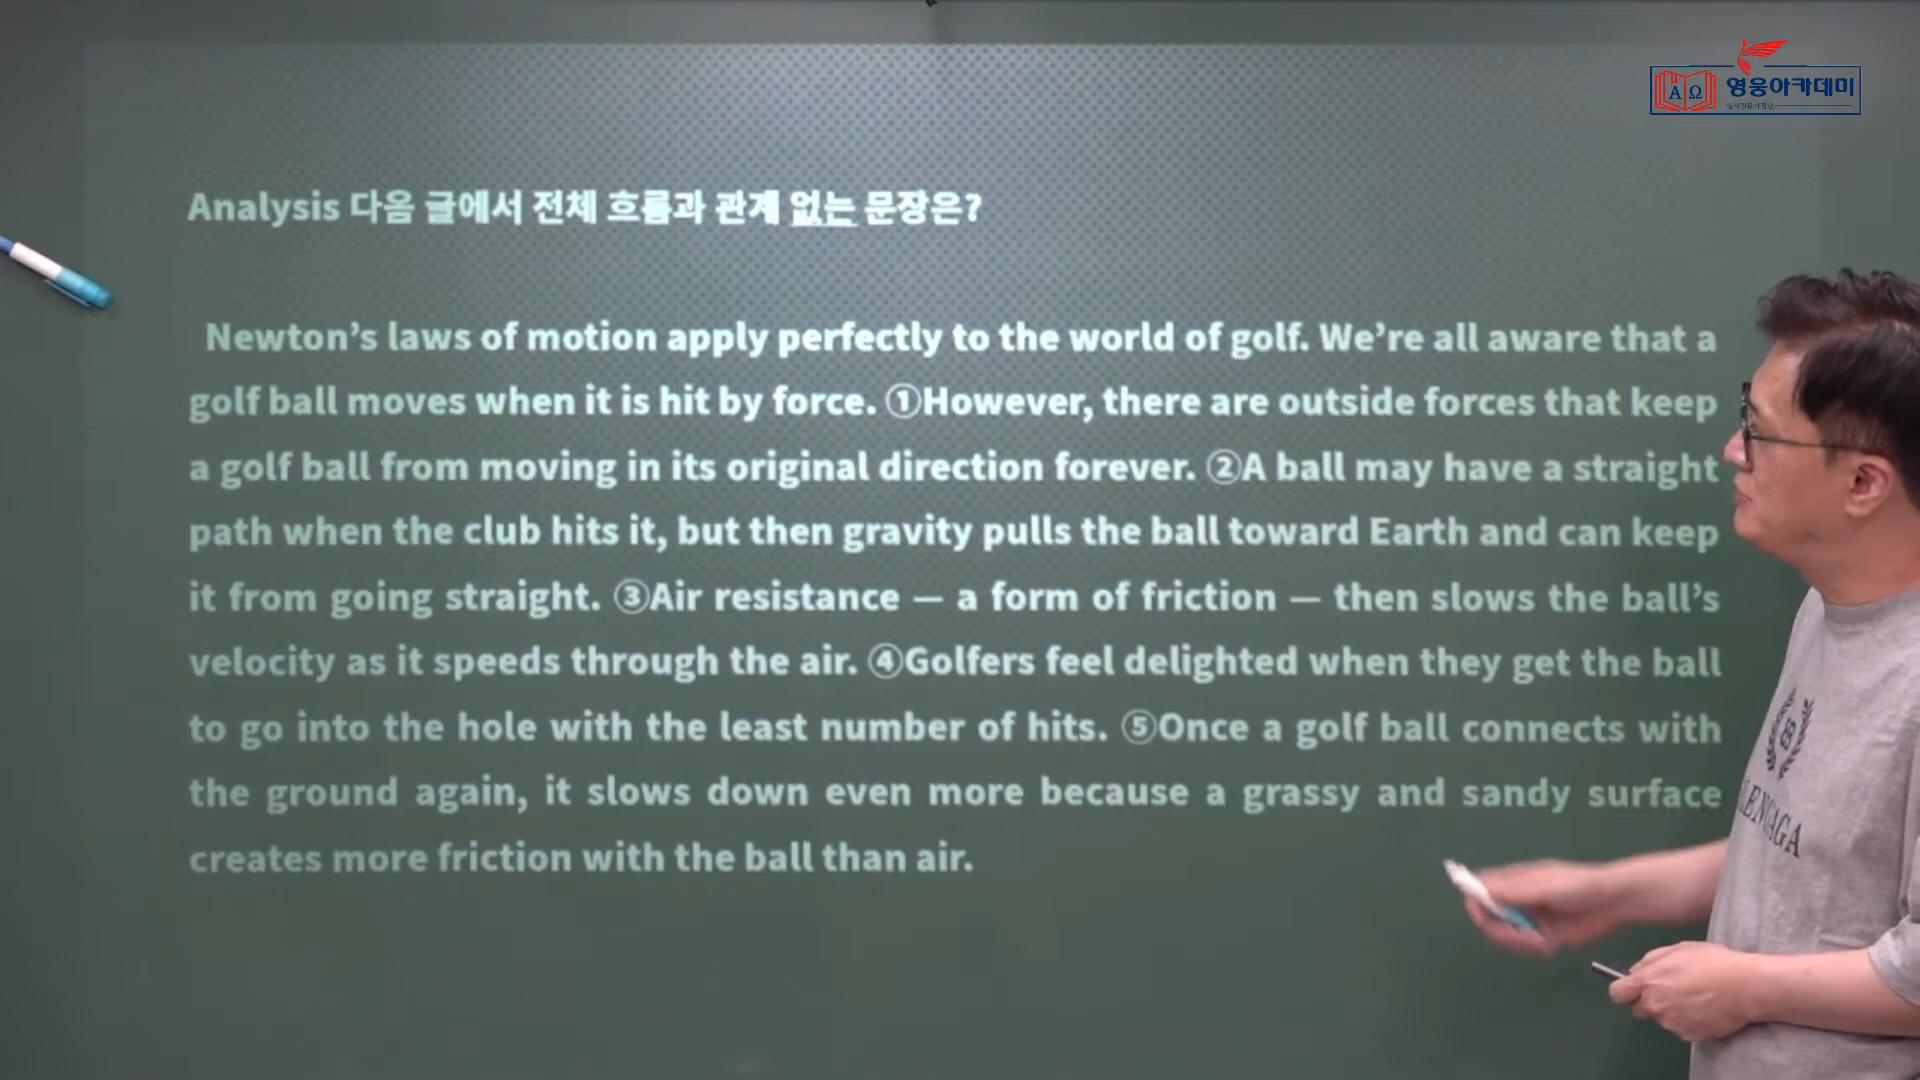 영웅아카데미
Analysis 다음 글에서 전체 흐름과 관계 없는 문장은?
Newton’s laws of motion apply perfectly to the world of golf. We’re all aware that a
golf ball moves when it is hit by force. ①However, there are outside forces that keep
a golf ball from moving in its original direction forever. ②A ball may have a straight
path when the club hits it, but then gravity pulls the ball toward Earth and can keep
it from going straight. ③Air resistance — a form of friction — then slows the ball’s
velocity as it speeds through the air. ④Golfers feel delighted when they get the ball
to go into the hole with the least number of hits. ⑤Once a golf ball connects with
the ground again, it slows down even more because a grassy and sandy surface
creates more friction with the ball than air.